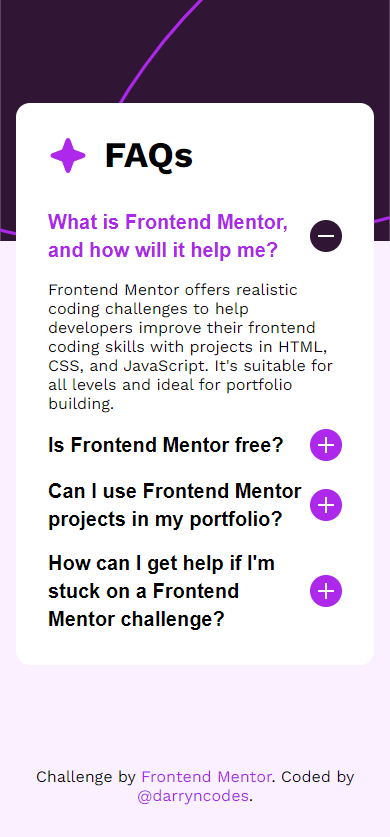 FAQs
What is Frontend Mentor,
and how will it help me?
Frontend Mentor offers realistic
coding challenges to help
developers improve their frontend
coding skills with projects in HTML,
CSS, and JavaScript. It's suitable for
all levels and ideal for portfolio
building.
Is Frontend Mentor free?
Can I use Frontend Mentor
projects in my portfolio?
How can I get help if I'm
stuck on a Frontend
Mentor challenge?
Challenge by Frontend Mentor. Coded by
@darryncodes.